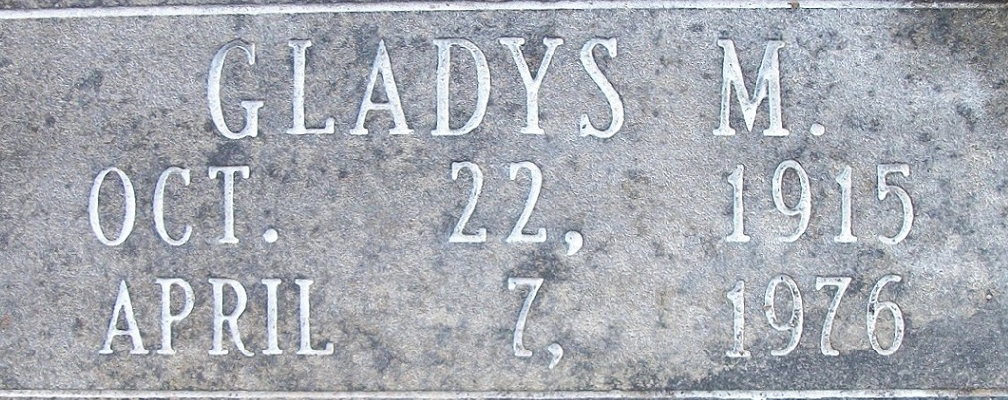 GLADYS M.
OCT. 22, 1915
APRIL 7, 1976